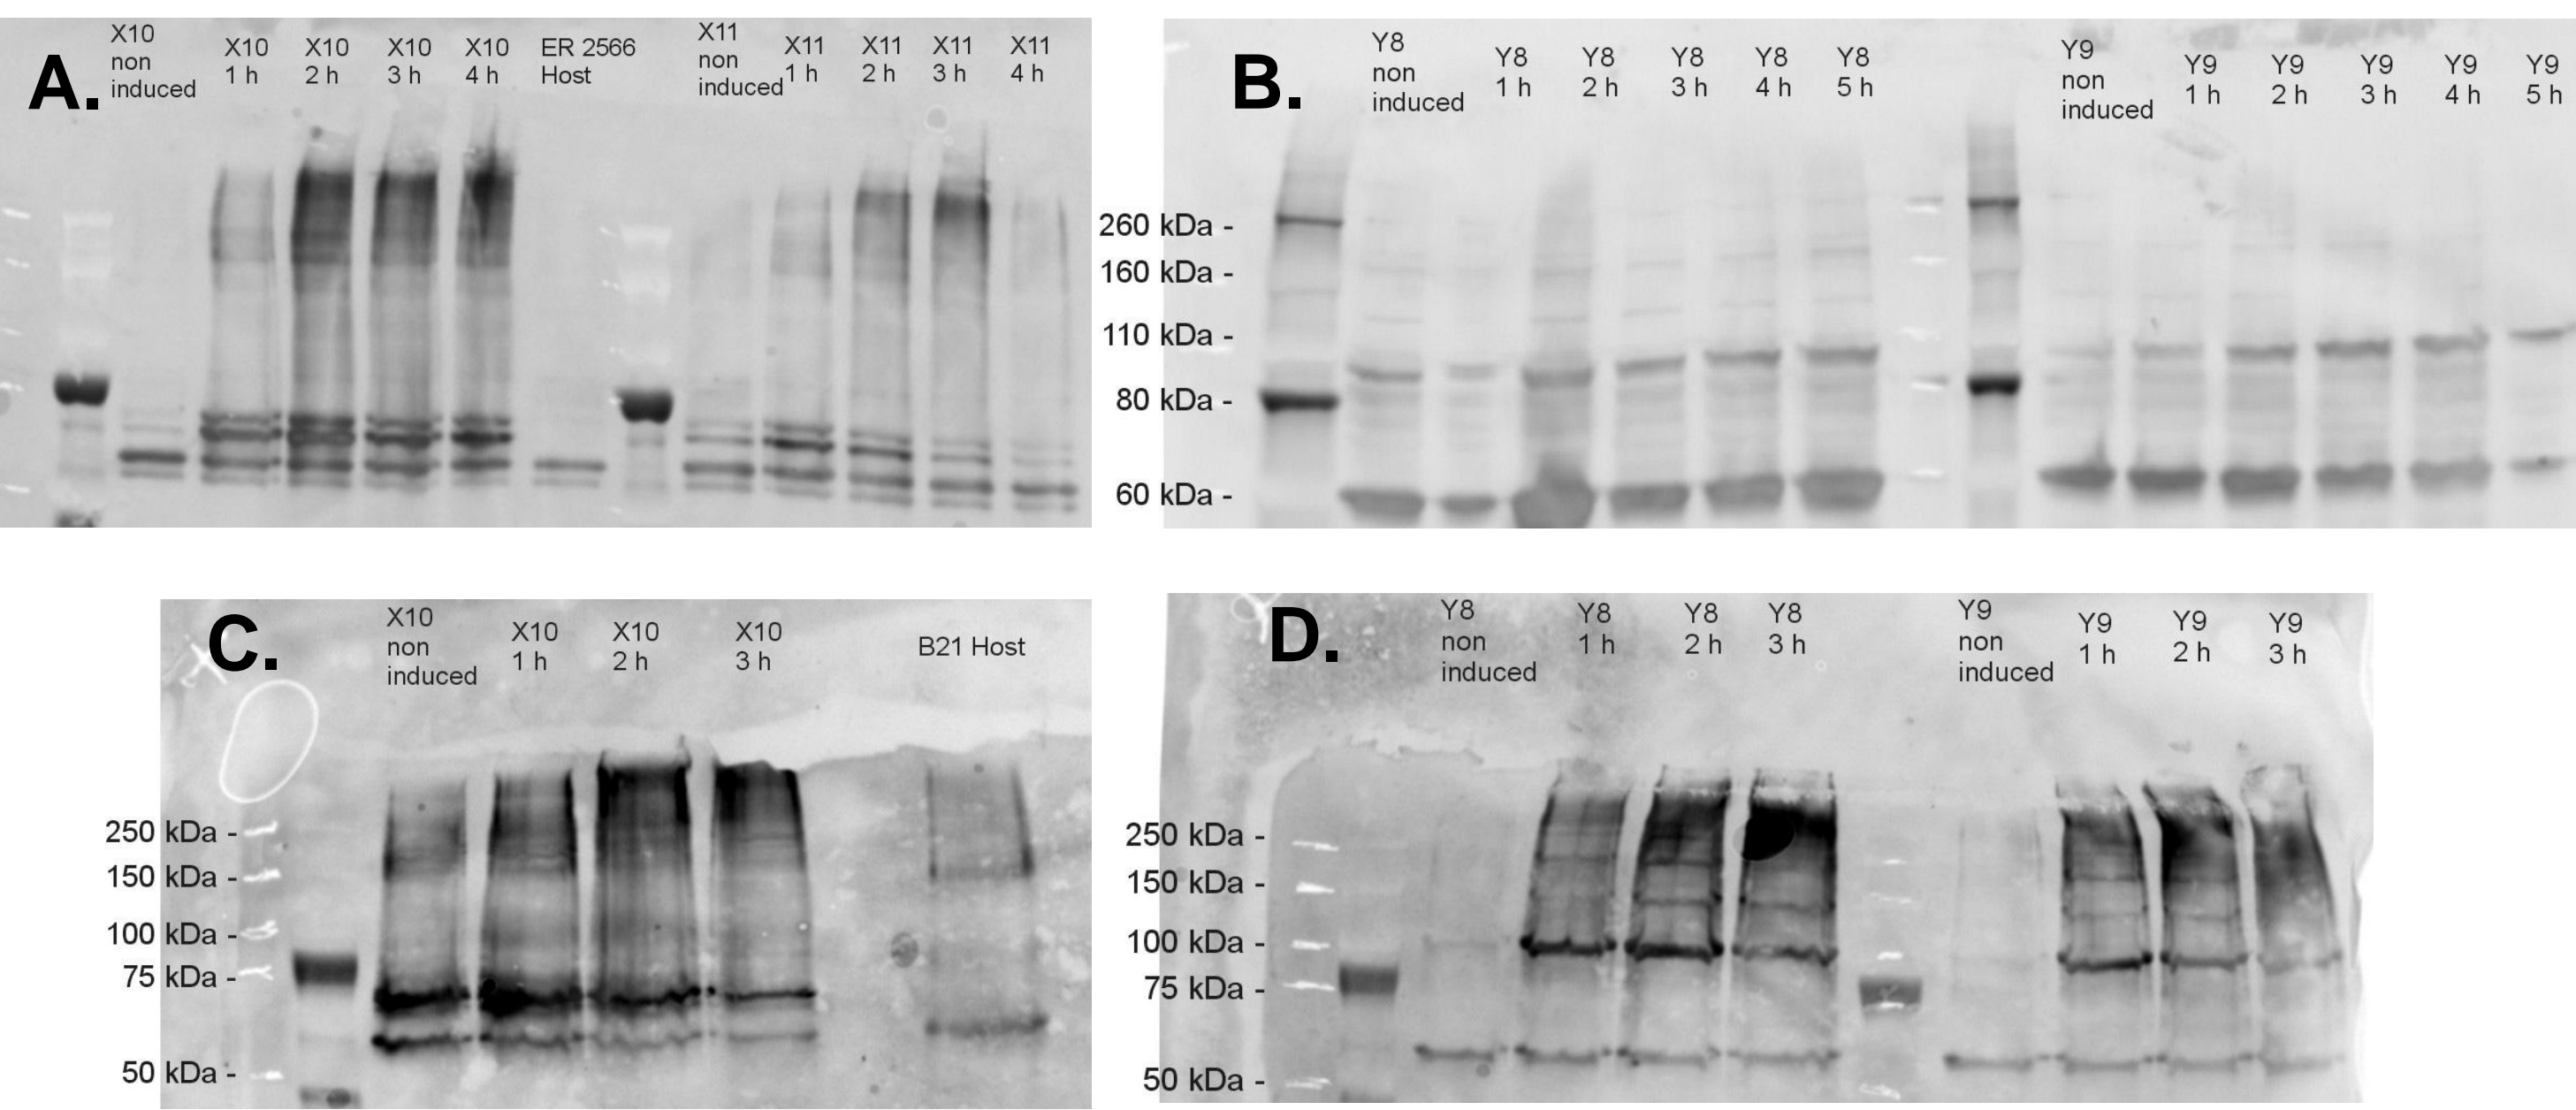 A.
X10
non
induced
X10
1 h
X10
2 h
X10
3 h
X10
4 h
ER 2566
Host
X11
non
induced
X11
1 h
X11
2 h
X11
3 h
X11
4 h
B.
Y8
non
induced
Y8
1 h
Y8
2 h
Y8
3 h
Y8
4 h
Y8
5 h
Y9
non
induced
Y9
1 h
Y9
2 h
Y9
3 h
Y9
4 h
Y9
5 h
260 kDa -
160 kDa -
110 kDa -
80 kDa -
60 kDa -
C.
X10
non
induced
X10
1 h
X10
2 h
X10
3 h
B21 Host
250 kDa -
150 kDa -
100 kDa -
75 kDa -
50 kDa -
D.
Y8
non
induced
Y8
1 h
Y8
2 h
Y8
3 h
Y9
non
induced
Y9
1 h
Y9
2 h
Y9
3 h
250 kDa -
150 kDa -
100 kDa -
75 kDa -
50 kDa -